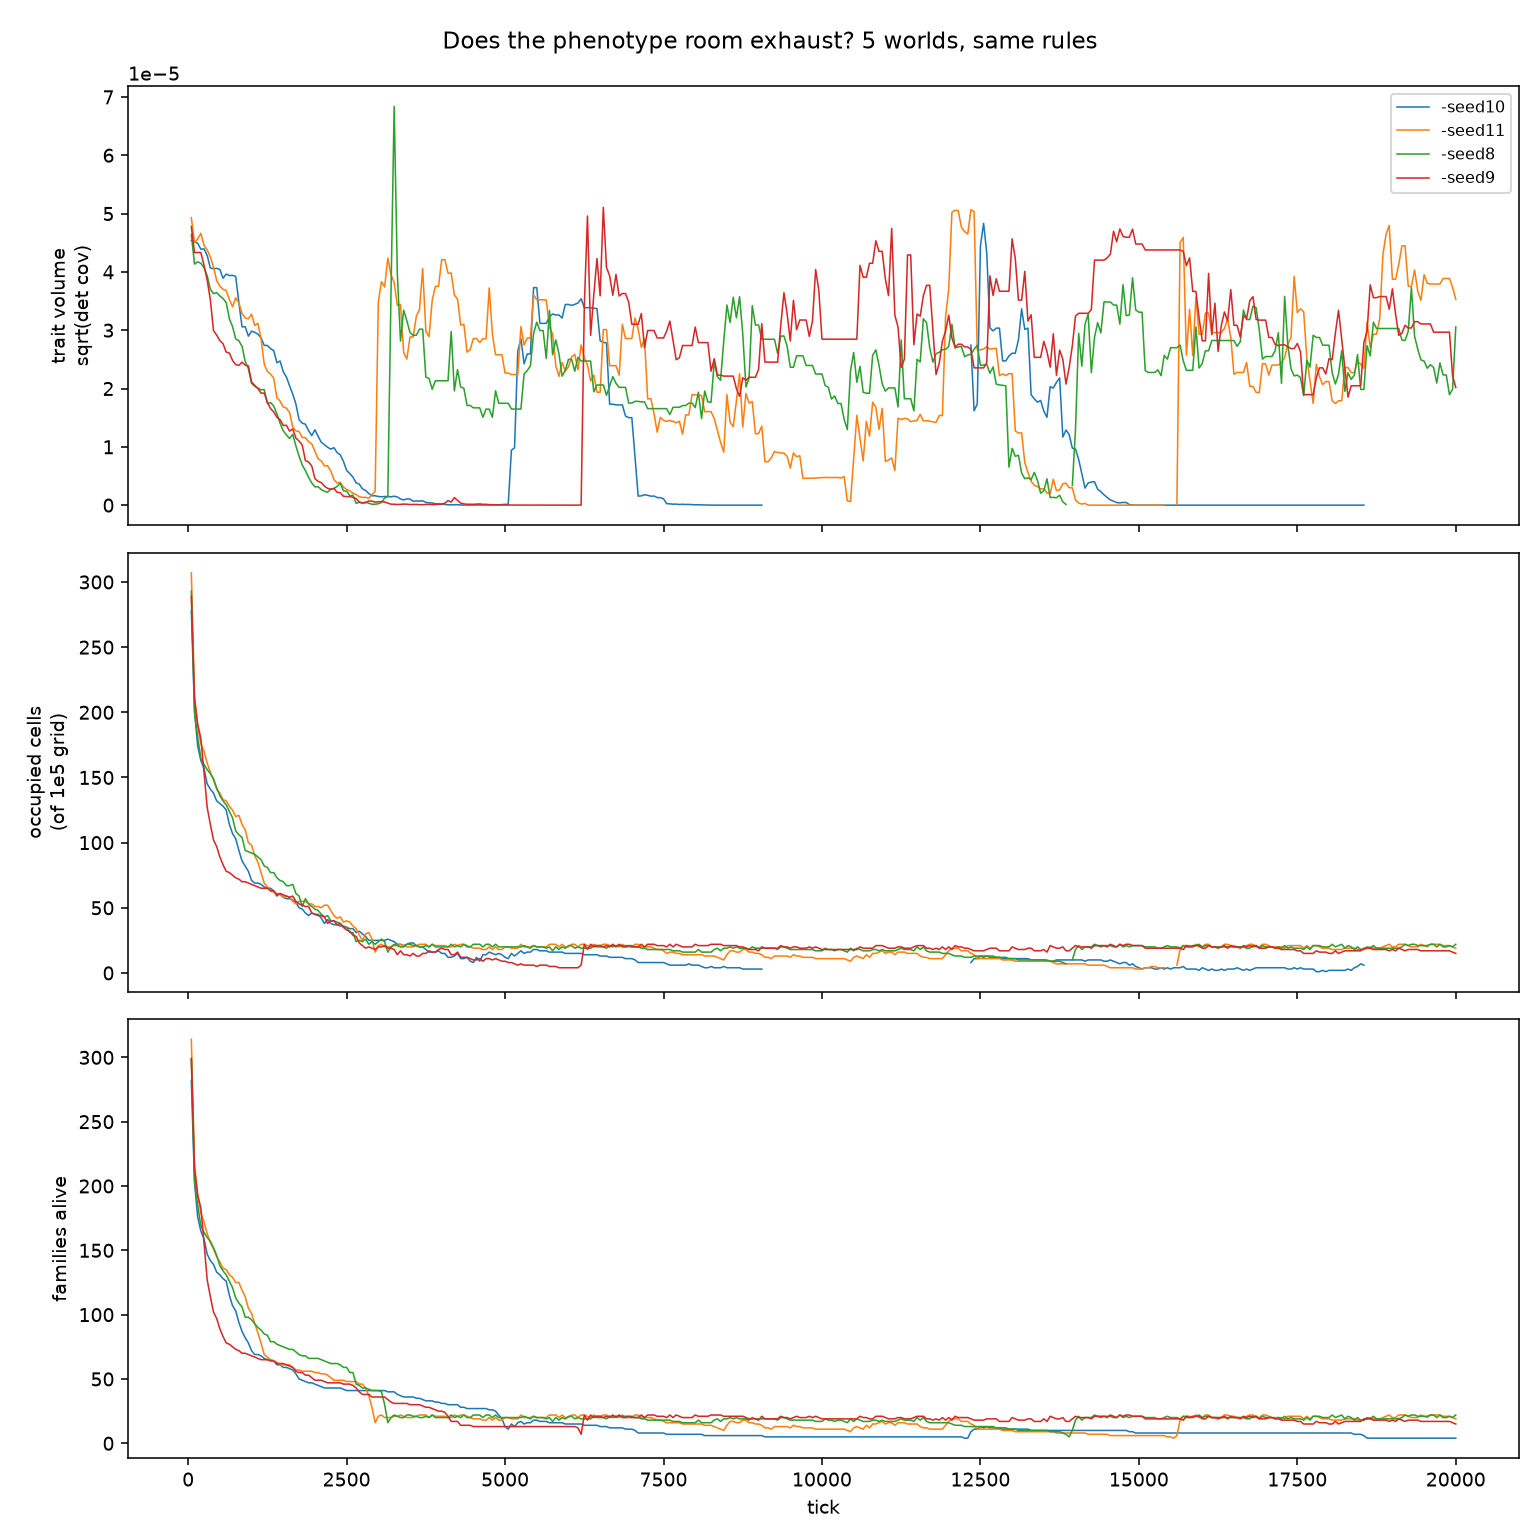 Does the phenotype room exhaust? 5 worlds, same rules
1e−5
7
6
5
4
3
2
1
0
trait volume
sqrt(det cov)
-seed10
-seed11
-seed8
-seed9
300
250
200
150
100
50
0
occupied cells
(of 1e5 grid)
300
250
200
150
100
50
0
families alive
0 2500 5000 7500 10000 12500 15000 17500 20000
tick